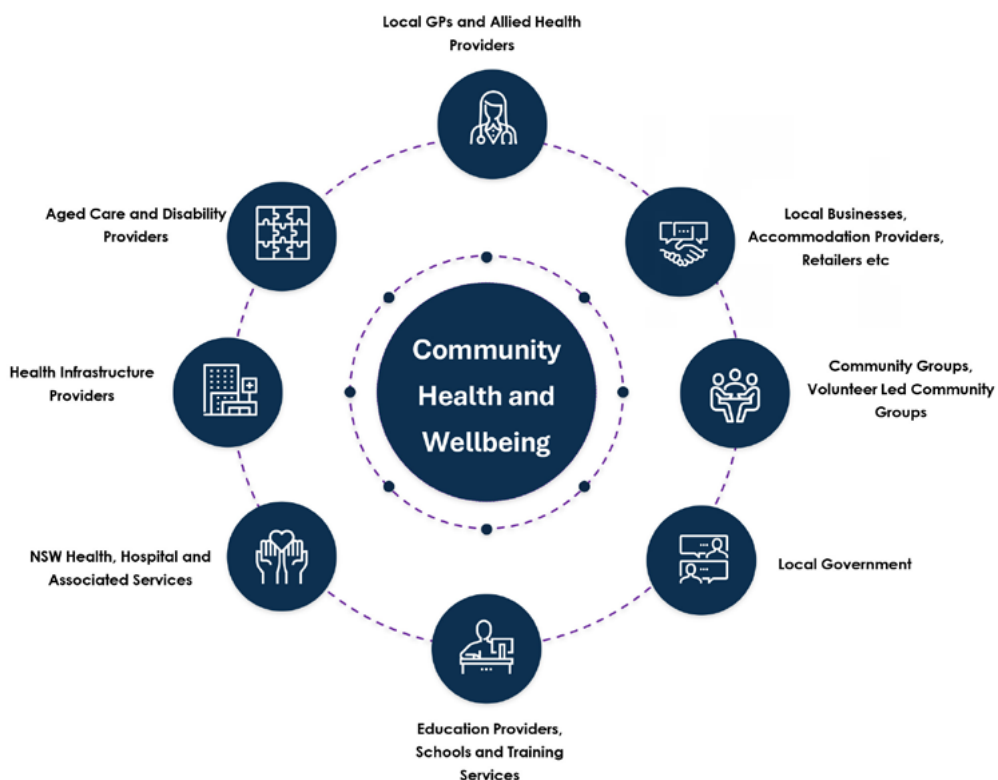 Local GPs and Allied Health
Providers
Aged Care and Disability
Providers
Local Businesses,
Accommodation Providers,
Retailers etc
Health Infrastructure
Providers
Community
Health and
Wellbeing
Community Groups,
Volunteer Led Community
Groups
NSW Health, Hospital and
Associated Services
Local Government
Education Providers,
Schools and Training
Services